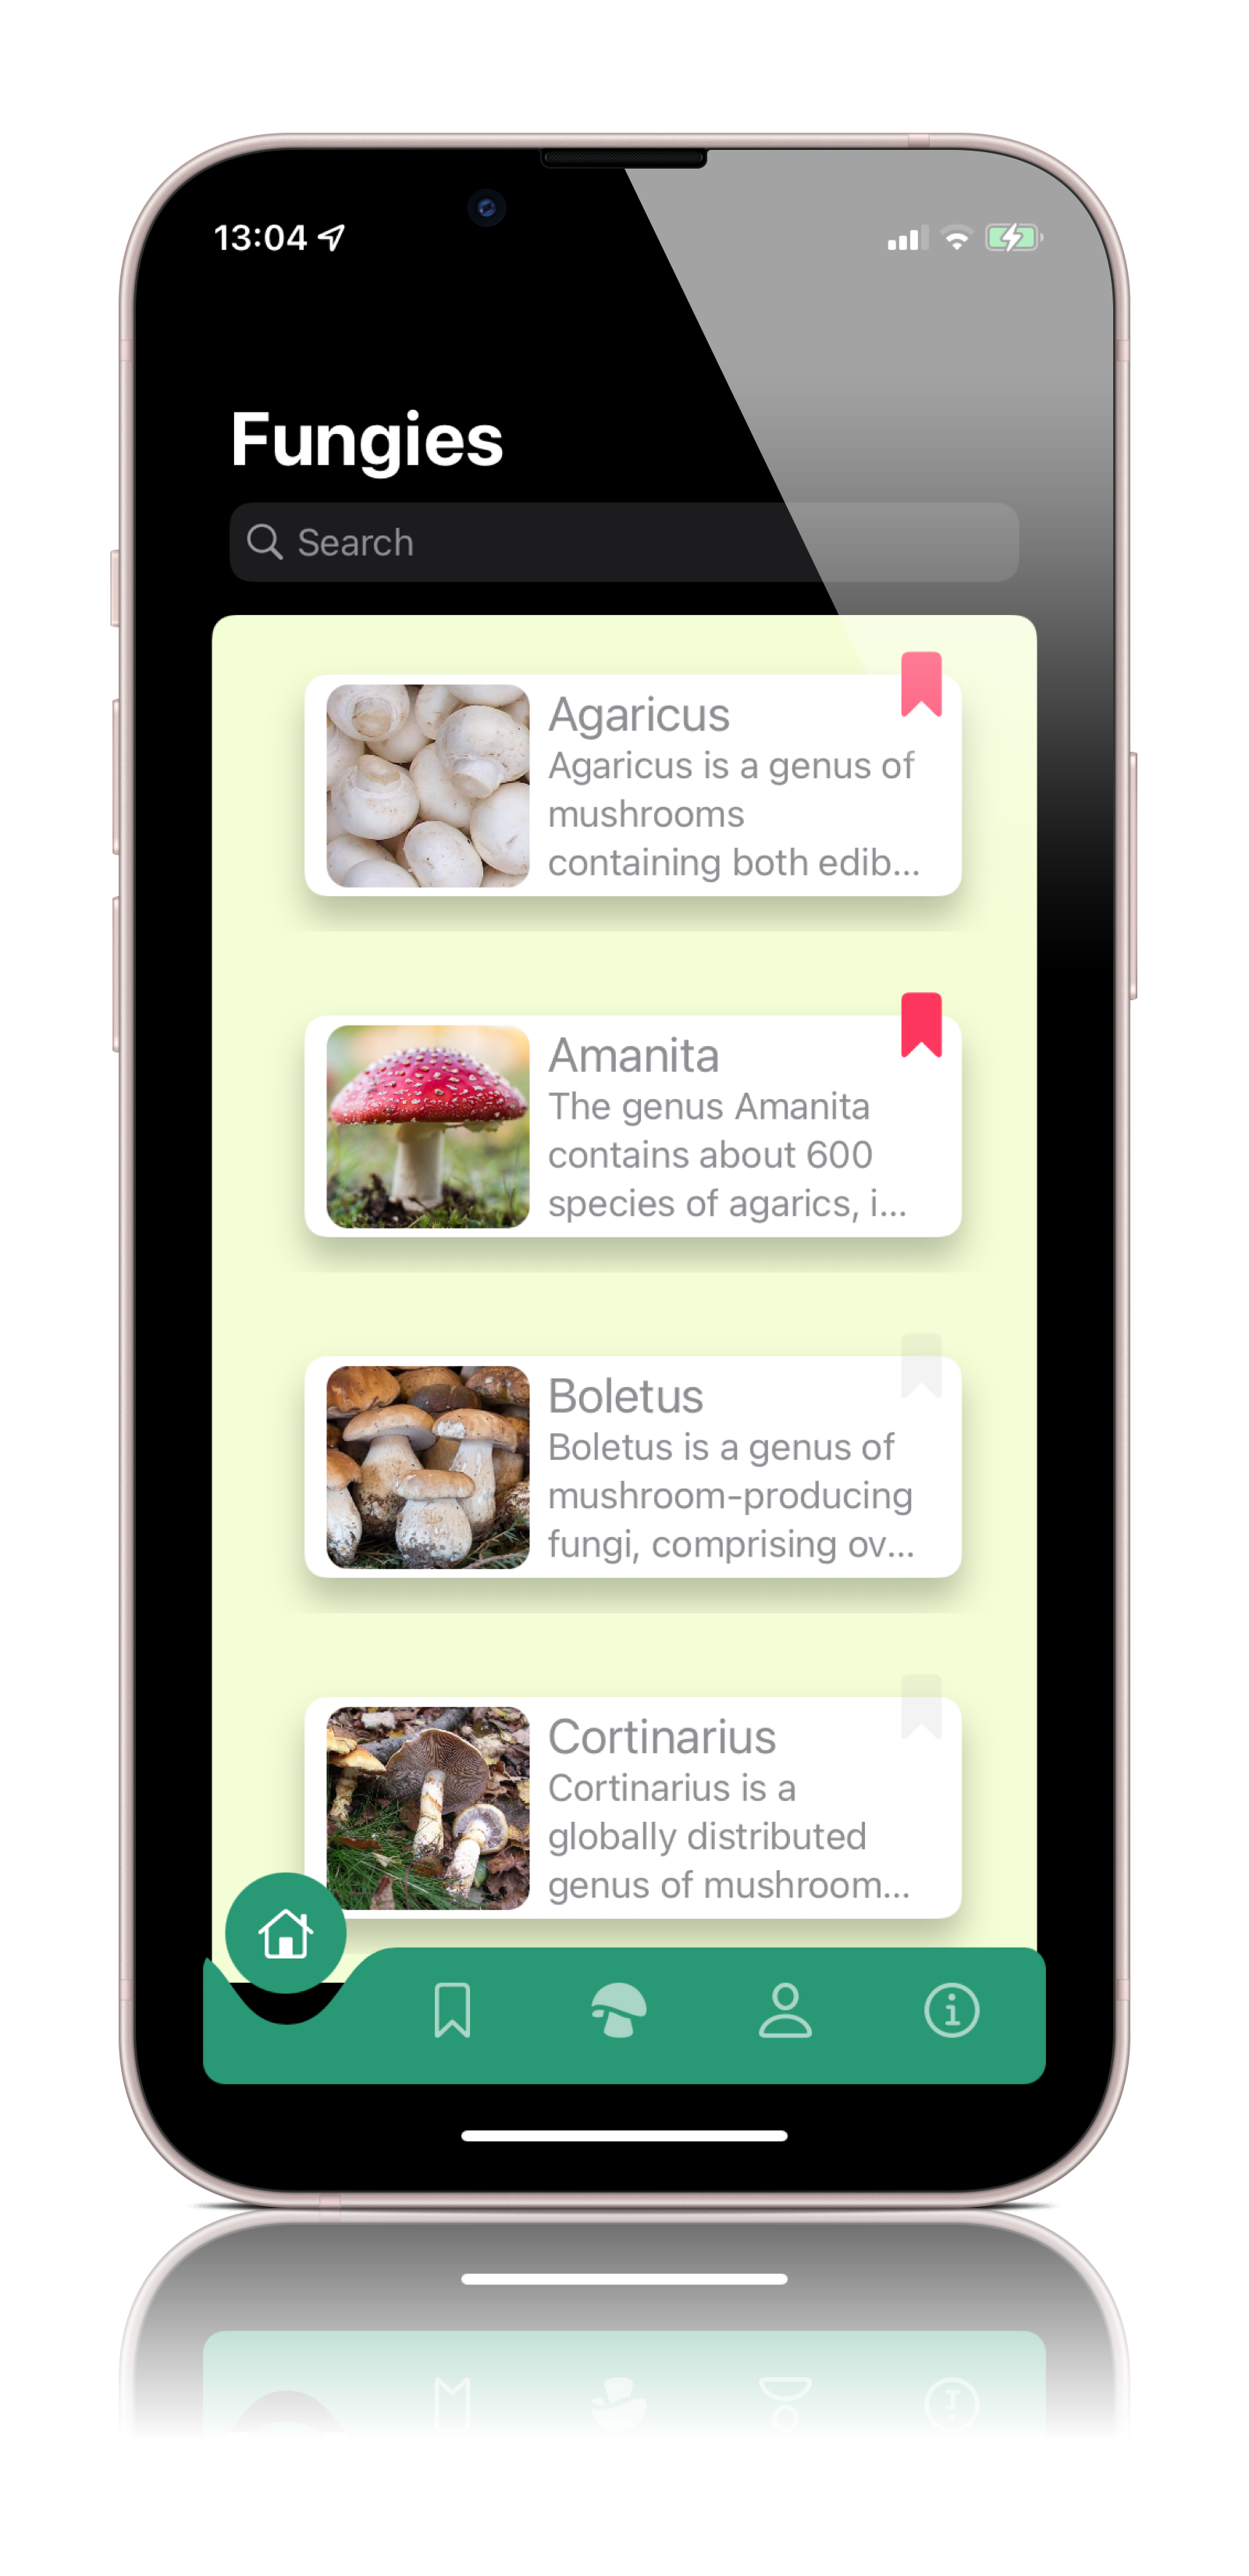 13:04
Fungies
Search
Agaricus
Agaricus is a genus of
mushrooms
containing both edib...
Amanita
The genus Amanita
contains about 600
species of agarics, i...
Boletus
Boletus is a genus of
mushroom-producing
fungi, comprising ov...
Cortinarius
Cortinarius is a
globally distributed
genus of mushroom...